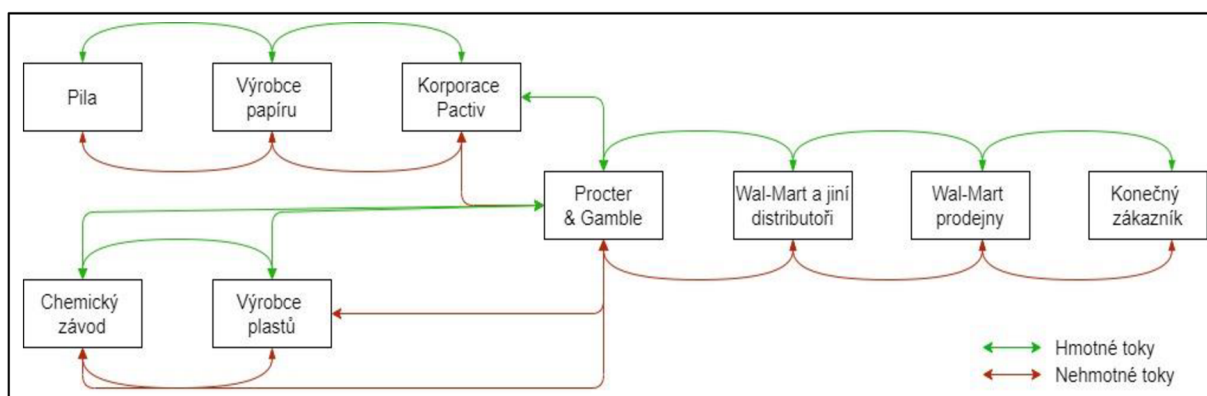 Pila
Výrobce
papíru
Korporace
Pactiv
Procter
& Gamble
Wal-Mart a jiní
distributoři
Wal-Mart
prodejny
Konečný
zákazník
Chemický
závod
Výrobce
plastů
Hmotné toky
Nehmotné toky